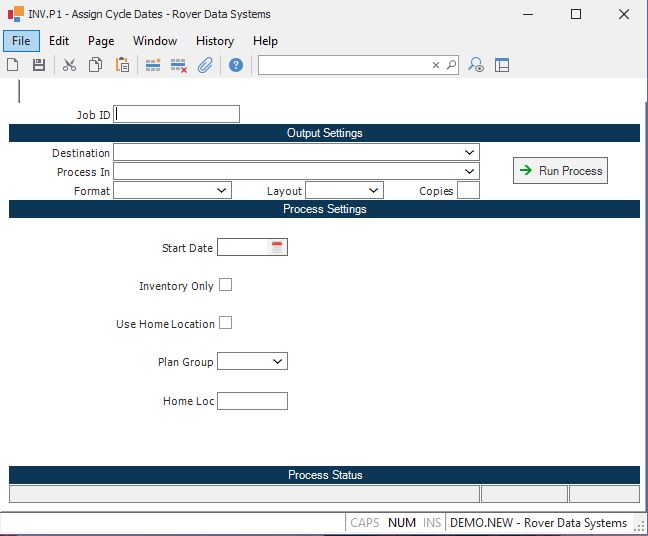 INV.P1 - Assign Cycle Dates - Rover Data Systems
File Edit Page Window History Help
Job ID
Output Settings
Destination
Process In
Run Process
Format Layout Copies
Process Settings
Start Date
Inventory Only
Use Home Location
Plan Group
Home Loc
Process Status
CAPS NUM INS DEMO.NEW - Rover Data Systems